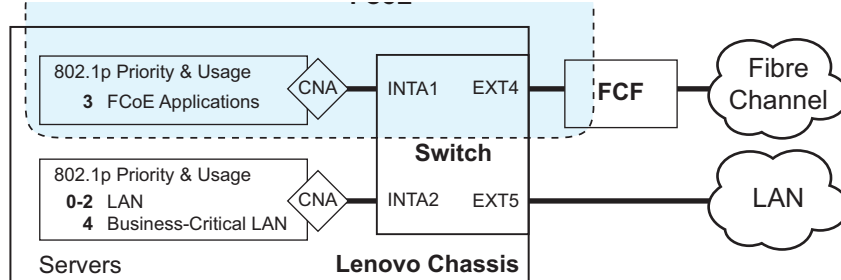 802.1p Priority & Usage
3 FCoE Applications
CNA
INTA1
EXT4
FCF
Fibre
Channel
Switch
802.1p Priority & Usage
0-2 LAN
4 Business-Critical LAN
CNA
INTA2
EXT5
LAN
Servers
Lenovo Chassis